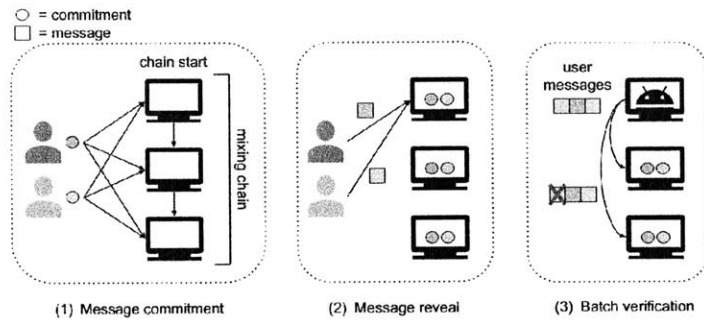 = commitment
= message
chain start
mixing chain
user
messages
(1) Message commitment
(2) Message reveal
(3) Batch verification